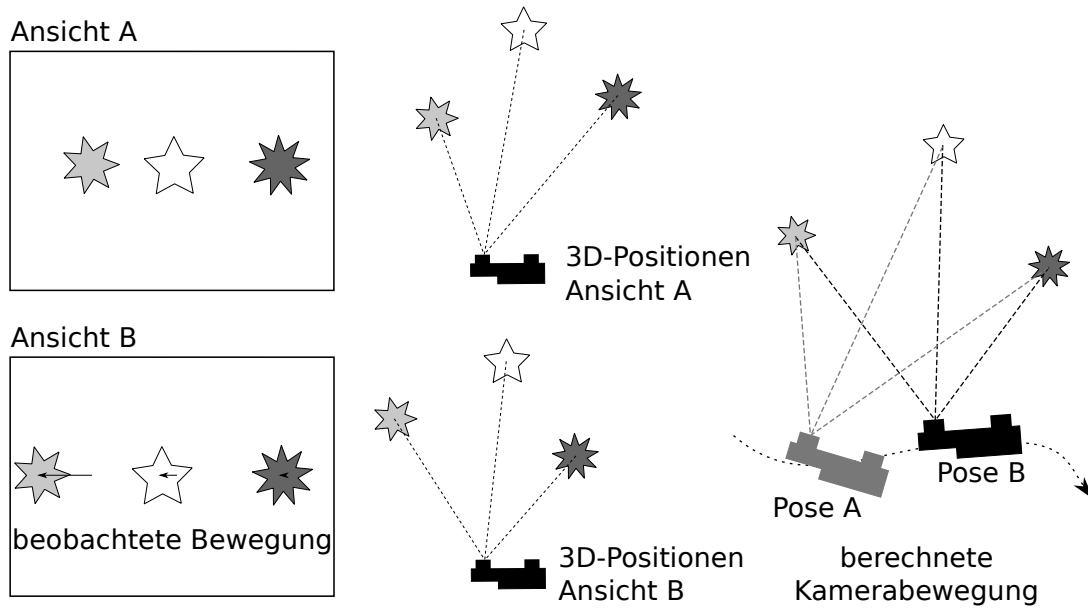 Ansicht A
3D-Positionen
Ansicht A
Ansicht B
beobachtete Bewegung
3D-Positionen
Ansicht B
Pose A
Pose B
berechnete
Kamerabewegung